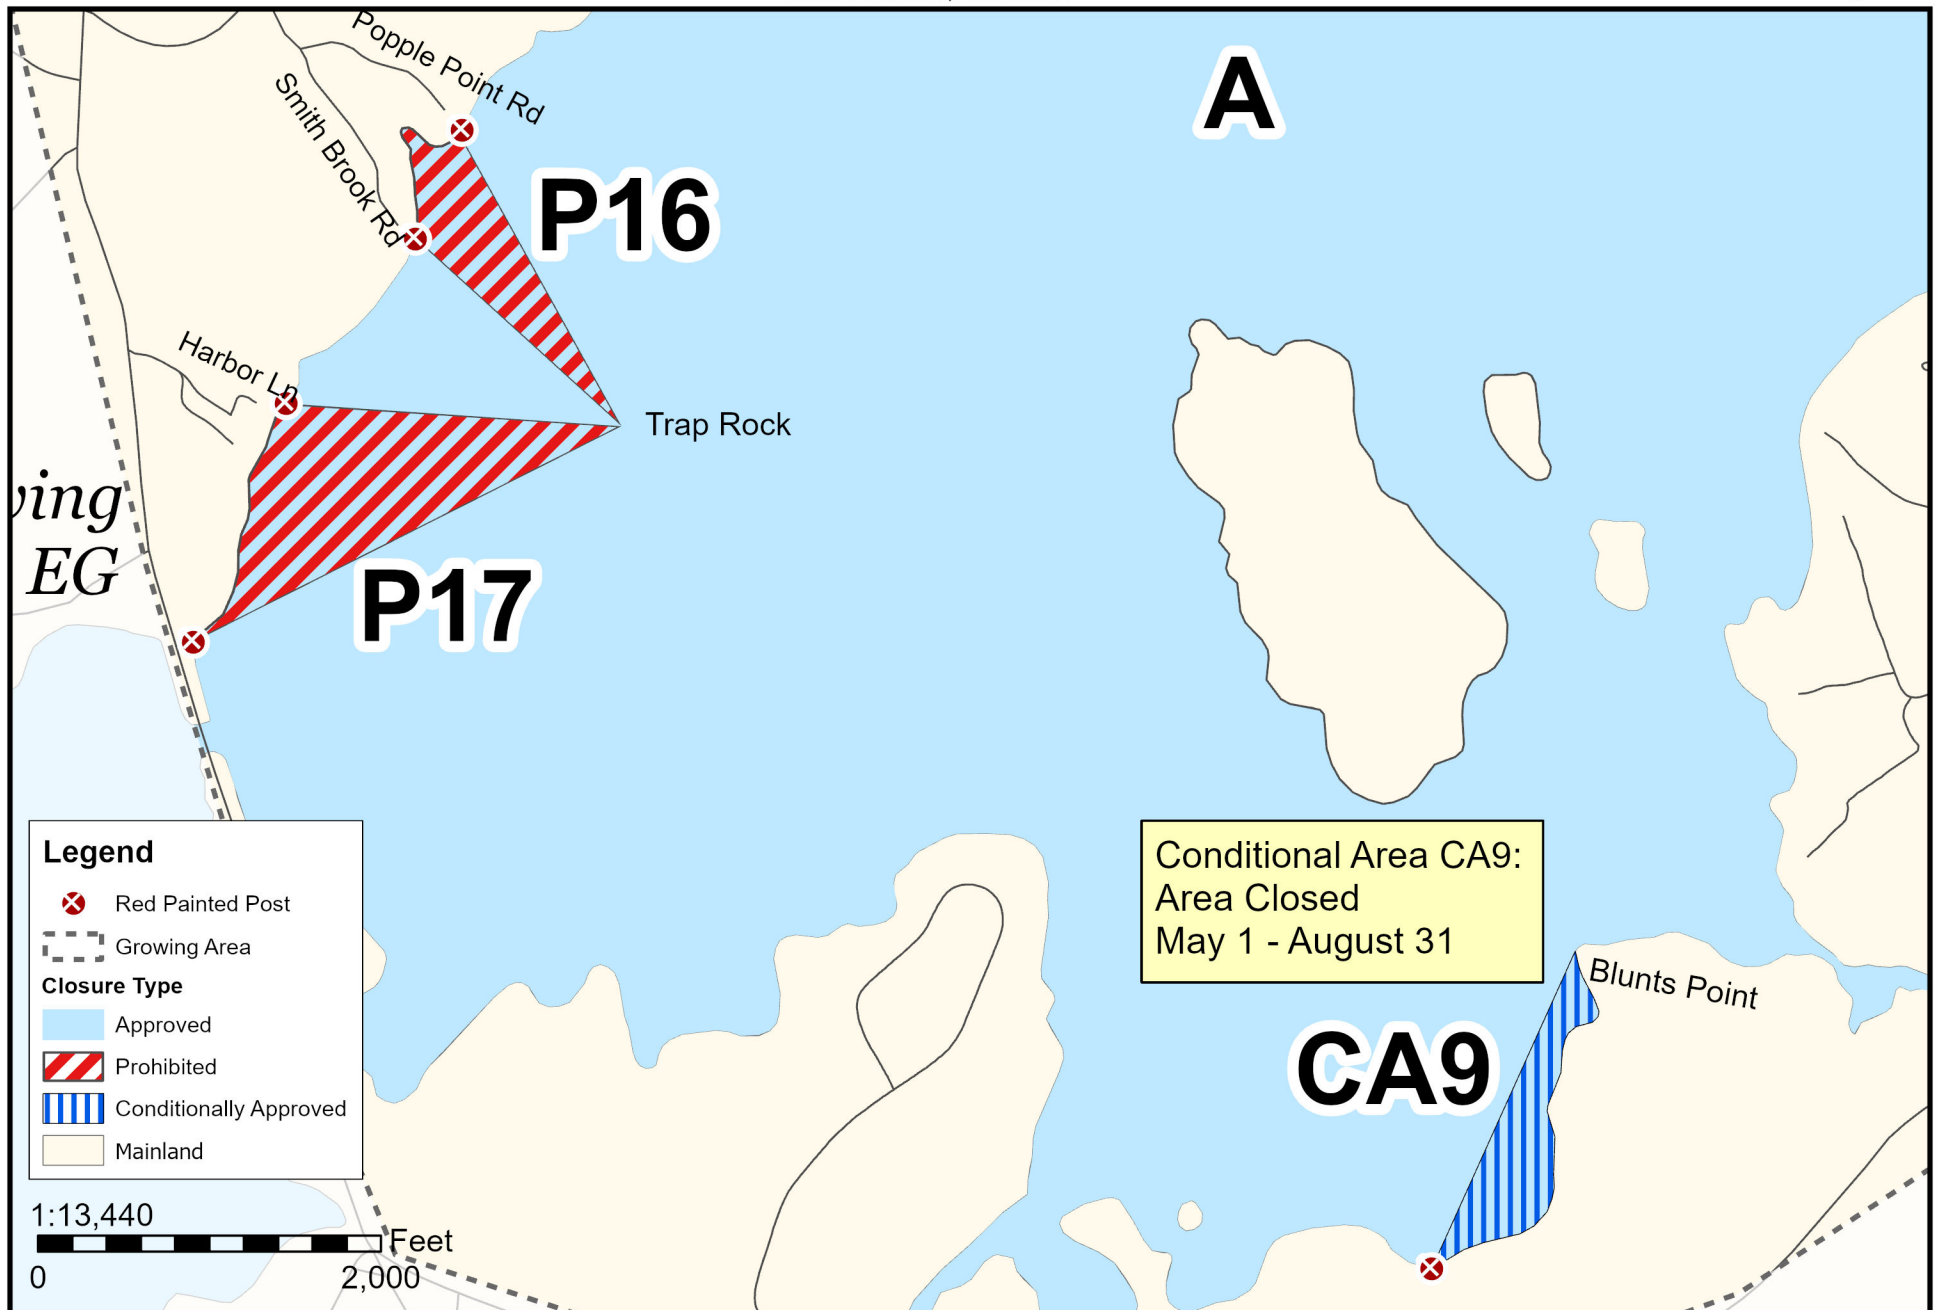 Popple Point Rd
A
Smith Brook Rd
P16
Harbor Ln
Trap Rock
EG
P17
Legend
Red Painted Post
Growing Area
Closure Type
Approved
Prohibited
Conditionally Approved
Mainland
Conditional Area CA9:
Area Closed
May 1 - August 31
Blunts Point
CA9
1:13,440
Feet
0 2,000